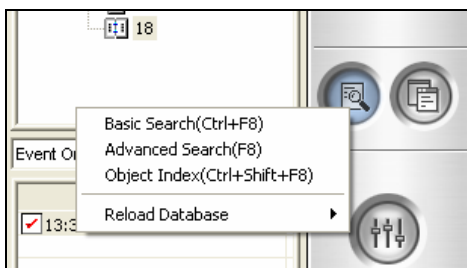 18
Basic Search(Ctrl+F8)
Event
Advanced Search(F8)
Object Index(Ctrl+Shift+F8)
Reload Database
13:3